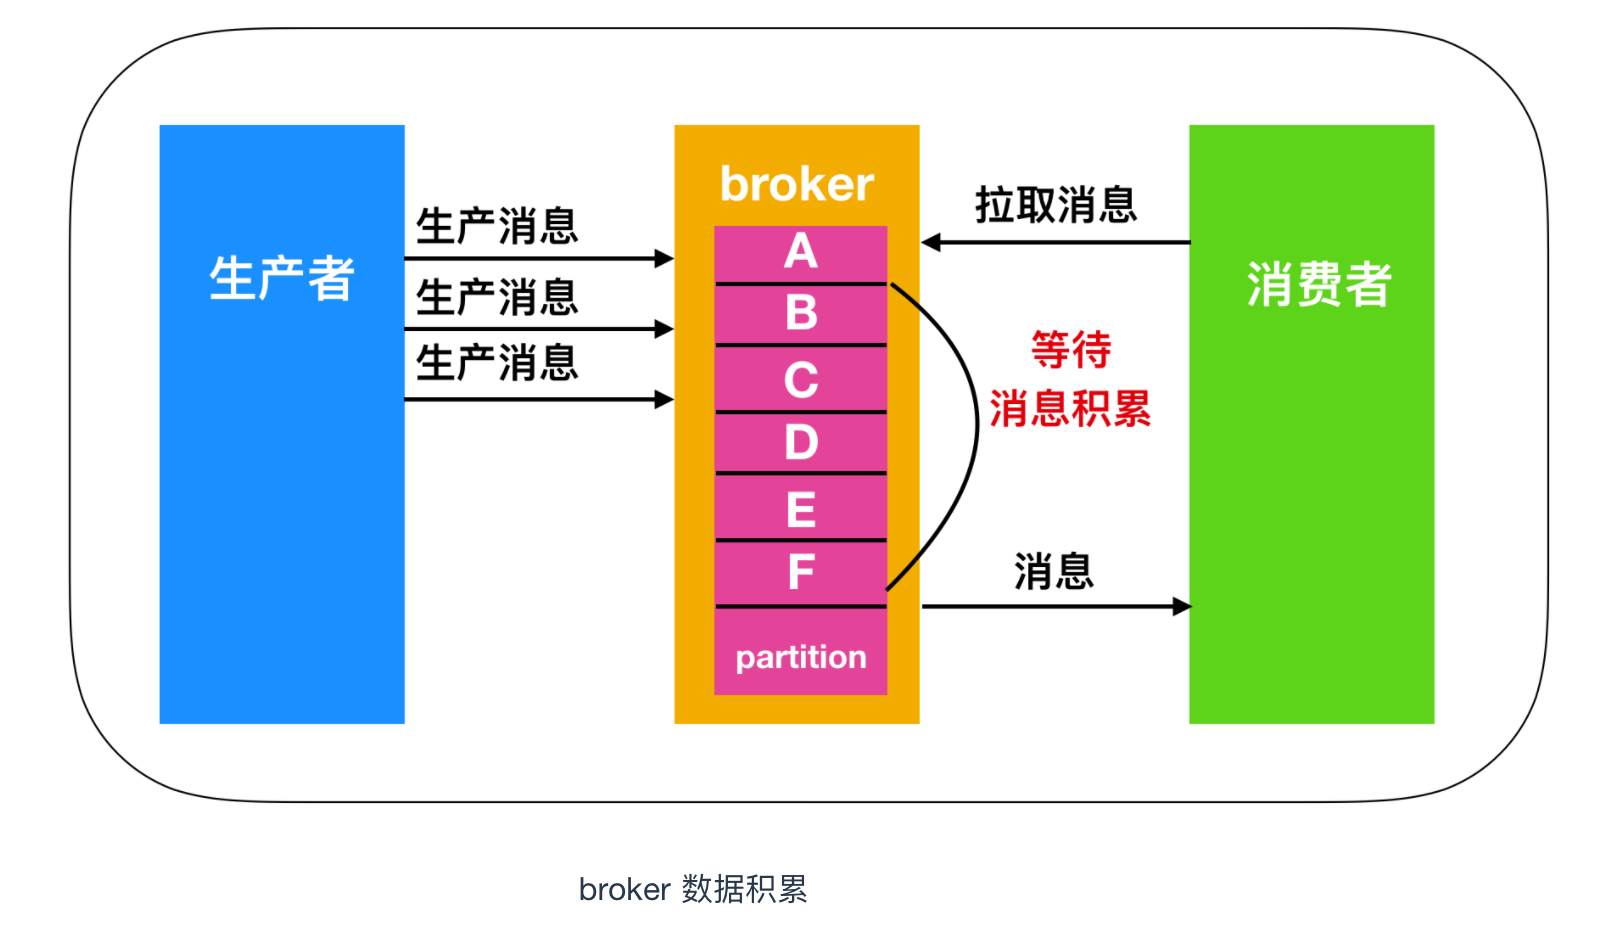 生产者
生产消息
生产消息
生产消息
broker
A
B
C
D
E
F
partition
拉取消息
等待
消息积累
消息
消费者
broker 数据积累